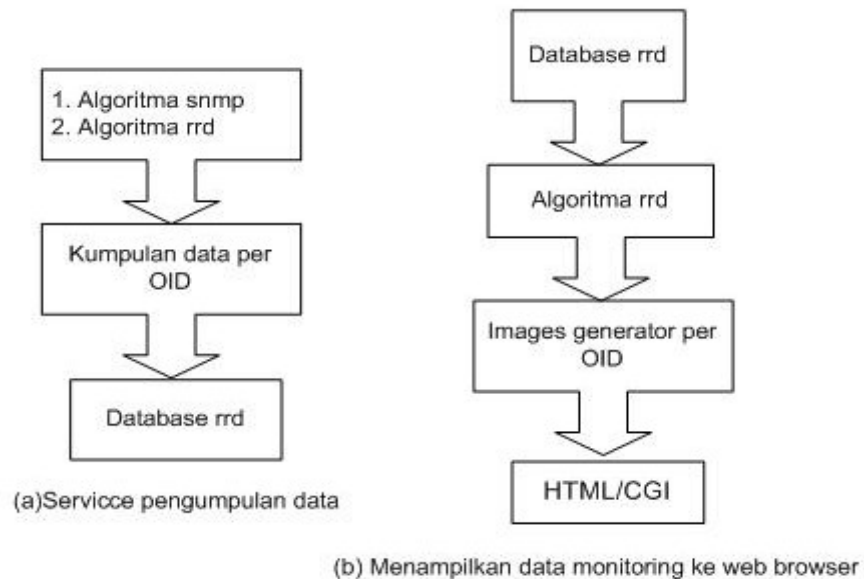 1. Algoritma snmp
2. Algoritma rrd
Kumpulan data per
OID
Database rrd
(a)Servicce pengumpulan data
Database rrd
Algoritma rrd
Images generator per
OID
HTML/CGI
(b) Menampilkan data monitoring ke web browser